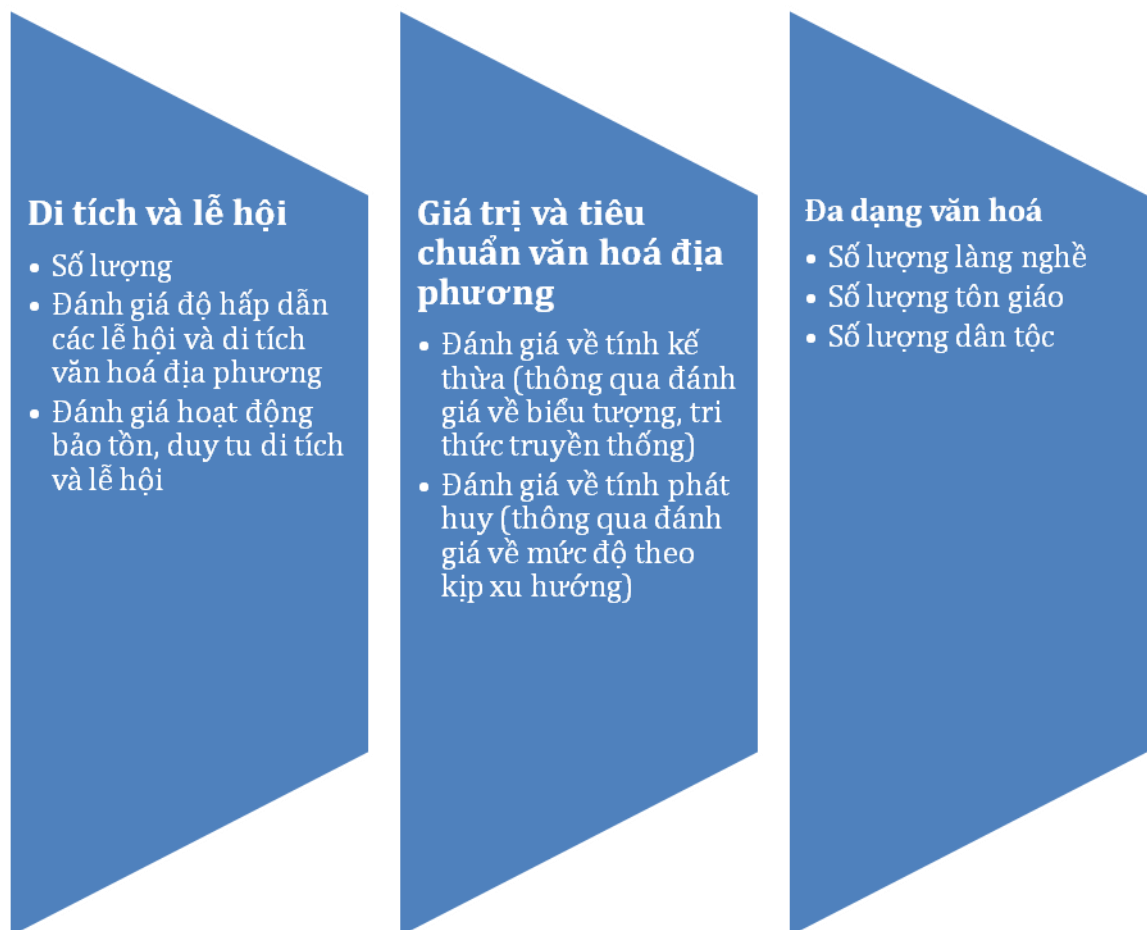 Di tích và lễ hội
• Số lượng
• Đánh giá độ hấp dẫn
các lễ hội và di tích
văn hoá địa phương
• Đánh giá hoạt động
bảo tồn, duy tu di tích
và lễ hội
Giá trị và tiêu
chuẩn văn hoá địa
phương
• Đánh giá về tính kế
thừa (thông qua đánh
giá về biểu tượng, tri
thức truyền thống)
• Đánh giá về tính phát
huy (thông qua đánh
giá về mức độ theo
kịp xu hướng)
Đa dạng văn hoá
• Số lượng làng nghề
• Số lượng tôn giáo
• Số lượng dân tộc